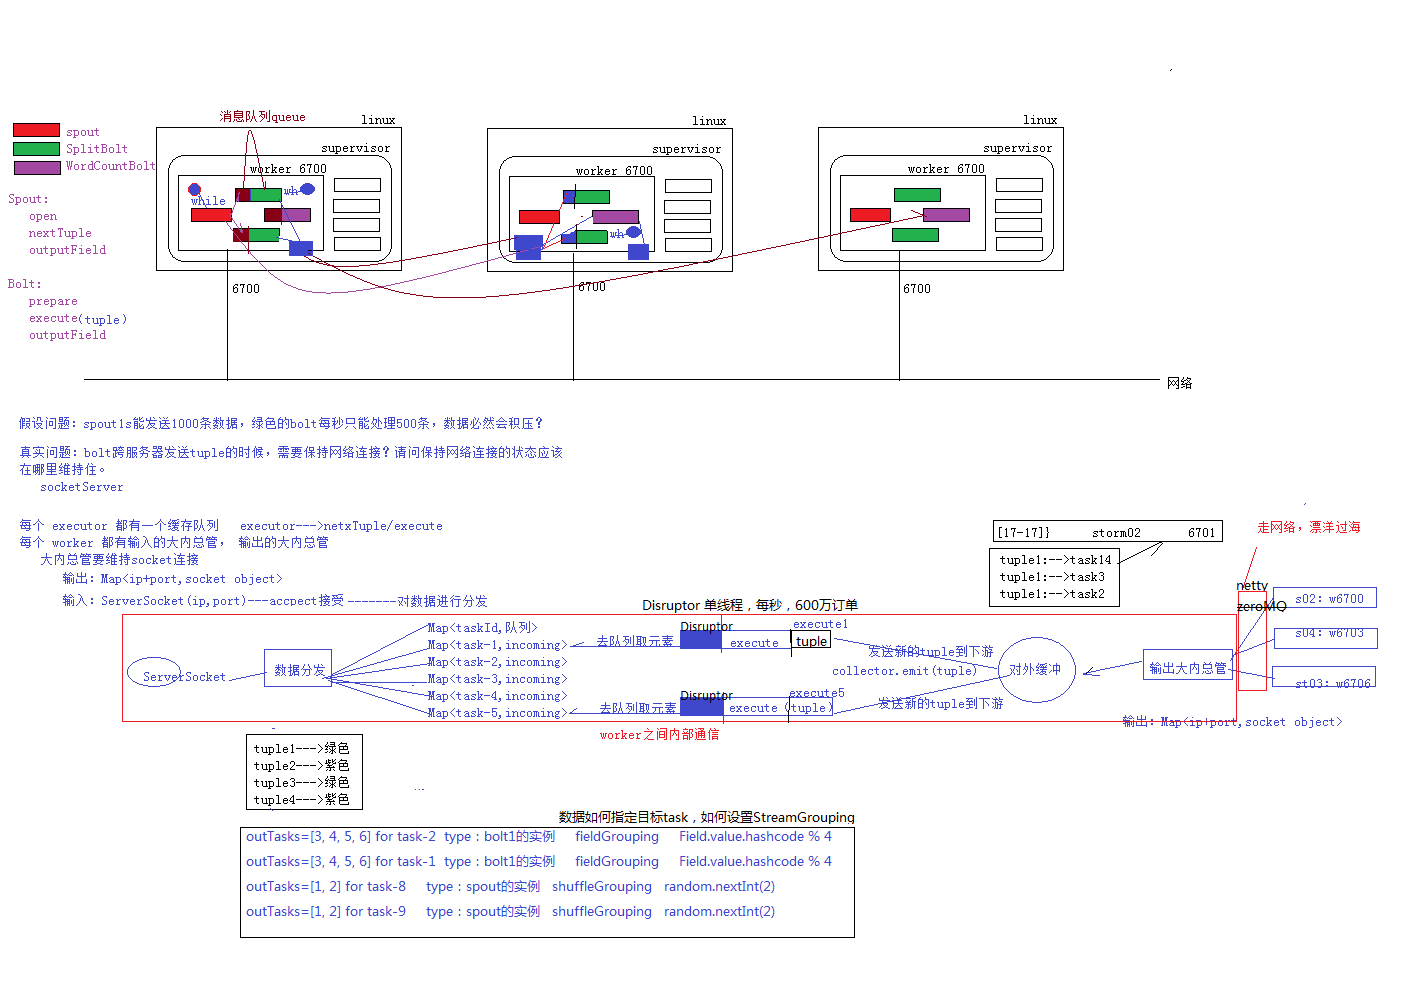 消息队列queue
linux
linux
linux
spout
SplitBolt
WordCountBolt
supervisor
supervisor
supervisor
worker 6700
worker 6700
worker 6700
while
wh
wh
Spout:
open
nextTuple
outputField
Bolt:
prepare
execute(tuple)
outputField
6700
6700
6700
网络
假设问题：spout1s能发送1000条数据，绿色的bolt每秒只能处理500条，数据必然会积压？
真实问题：bolt跨服务器发送tuple的时候，需要保持网络连接？请问保持网络连接的状态应该
在哪里维持住。
socketServer
每个 executor 都有一个缓存队列 executor--->netxTuple/execute
每个 worker 都有输入的大内总管， 输出的大内总管
大内总管要维持socket连接
输出：Map<ip+port,socket object>
输入：ServerSocket(ip,port)---accpect接受-------对数据进行分发
[17-17]} storm02 6701
tuple1:-->task14
tuple1:-->task3
tuple1:-->task2
走网络，漂洋过海
netty
zeroMQ
s02：w6700
s04：w6703
st03：w6706
Disruptor 单线程，每秒，600万订单
ServerSocket
数据分发
Map<taskId,队列>
Map<task-1,incoming>
Map<task-2,incoming>
Map<task-3,incoming>
Map<task-4,incoming>
Map<task-5,incoming>
去队列取元素
Disruptor
execute
execute1
tuple
去队列取元素
Disruptor
execute5
execute（tuple）
发送新的tuple到下游
collector.emit(tuple)
发送新的tuple到下游
对外缓冲
输出大内总管
输出：Map<ip+port,socket object>
worker之间内部通信
tuple1--->绿色
tuple2--->紫色
tuple3--->绿色
tuple4--->紫色
数据如何指定目标task，如何设置StreamGrouping
outTasks=[3, 4, 5, 6] for task-2 type：bolt1的实例 fieldGrouping Field.value.hashcode % 4
outTasks=[3, 4, 5, 6] for task-1 type：bolt1的实例 fieldGrouping Field.value.hashcode % 4
outTasks=[1, 2] for task-8 type：spout的实例 shuffleGrouping random.nextInt(2)
outTasks=[1, 2] for task-9 type：spout的实例 shuffleGrouping random.nextInt(2)